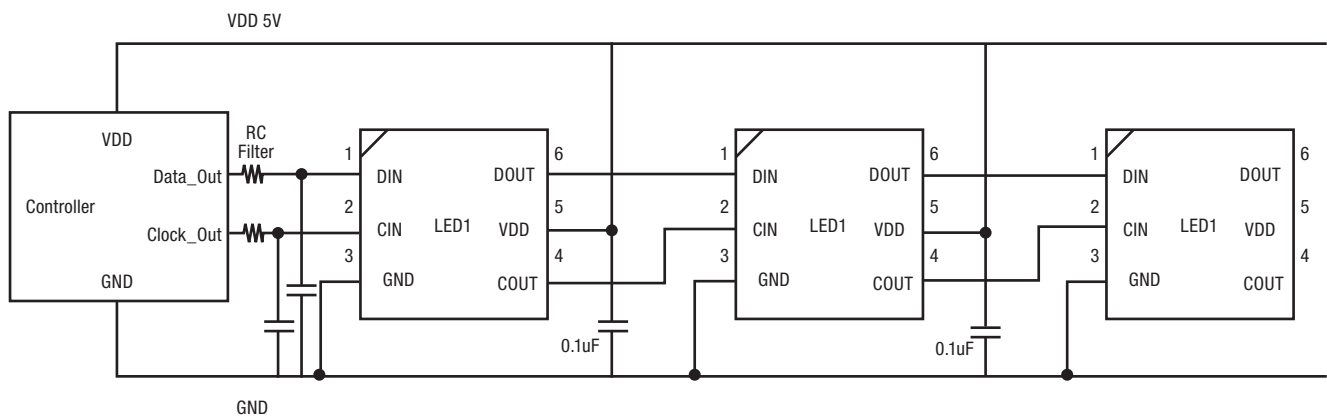 VDD 5V
Controller
VDD
Data_Out
Clock_Out
GND
RC
Filter
1
DIN
2
CIN
3
GND
LED1
6
DOUT
5
VDD
4
COUT
0.1uF
1
DIN
2
CIN
3
GND
LED1
6
DOUT
5
VDD
4
COUT
0.1uF
1
DIN
2
CIN
3
GND
LED1
6
DOUT
5
VDD
4
COUT
GND